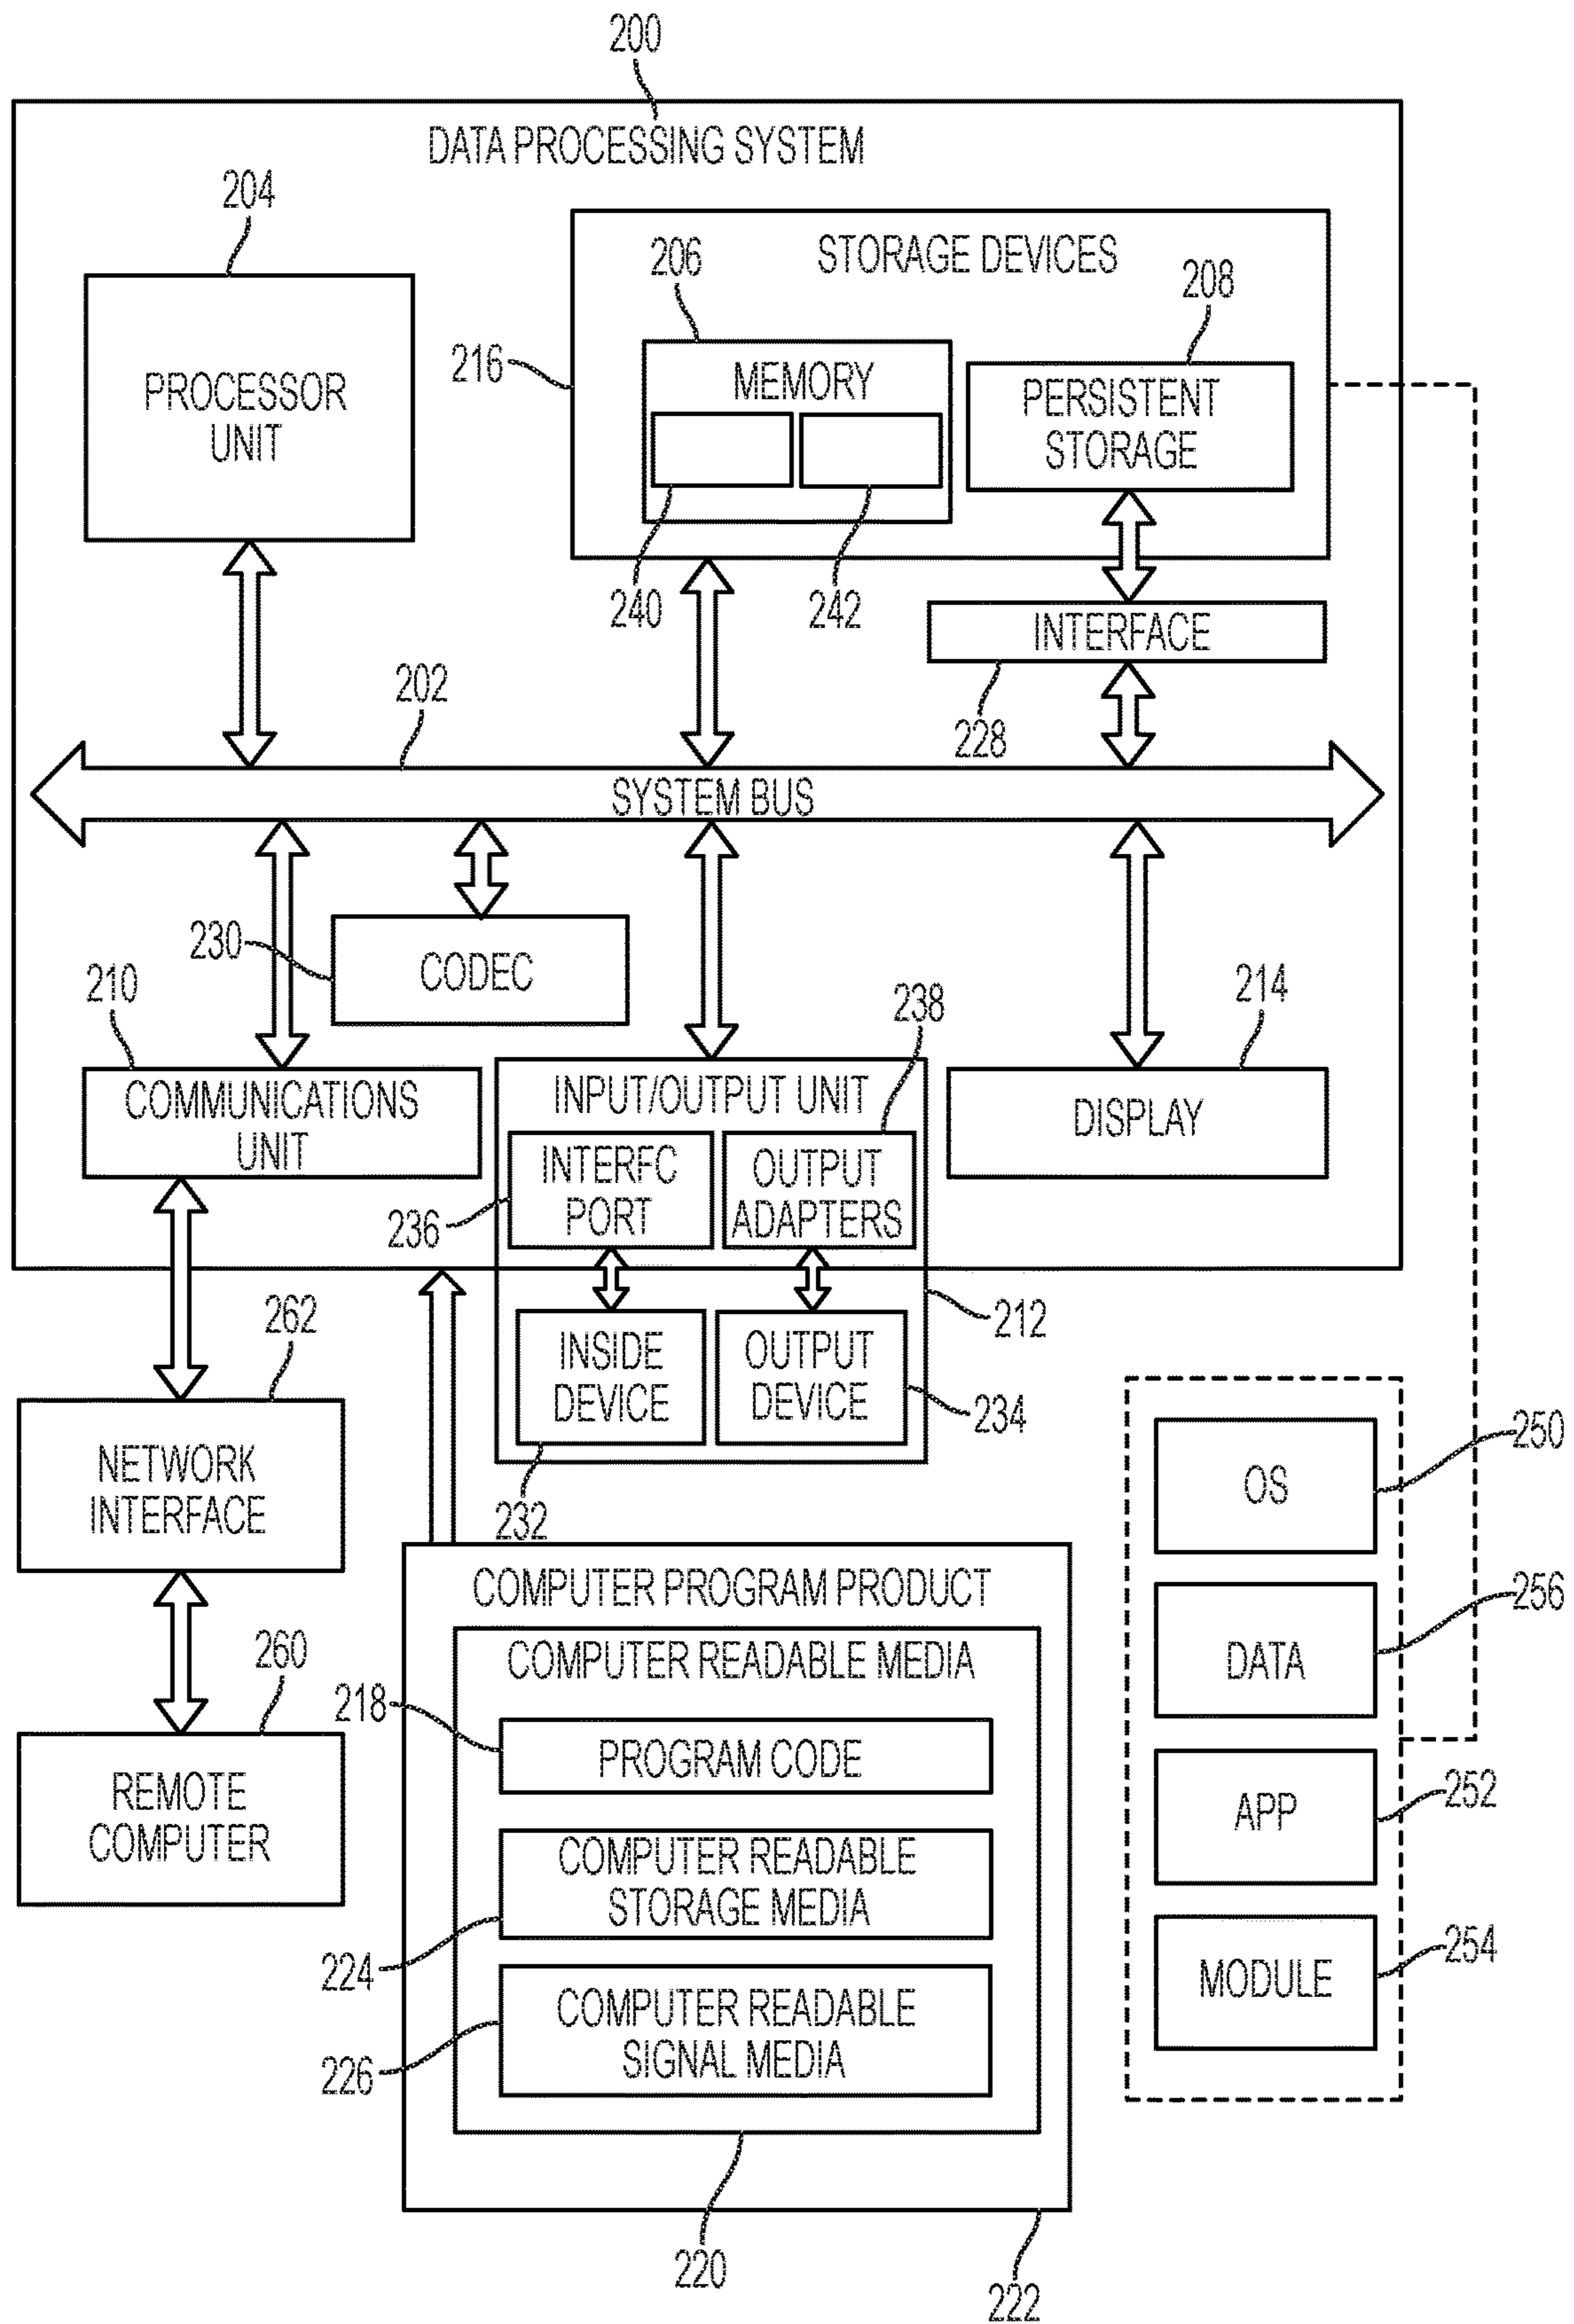 200
DATA PROCESSING SYSTEM
204
STORAGE DEVICES
206
208
216
MEMORY
PERSISTENT
STORAGE
PROCESSOR
UNIT
240
242
INTERFACE
228
202
SYSTEM BUS
230
CODEC
210
238
214
COMMUNICATIONS
UNIT
INPUT/OUTPUT UNIT
DISPLAY
INTERFC
PORT
OUTPUT
ADAPTERS
236
212
262
INSIDE
DEVICE
OUTPUT
DEVICE
234
232
NETWORK
INTERFACE
250
OS
COMPUTER PROGRAM PRODUCT
256
COMPUTER READABLE MEDIA
DATA
260
218
PROGRAM CODE
REMOTE
COMPUTER
252
APP
COMPUTER READABLE
STORAGE MEDIA
224
254
MODULE
COMPUTER READABLE
SIGNAL MEDIA
226
220
222